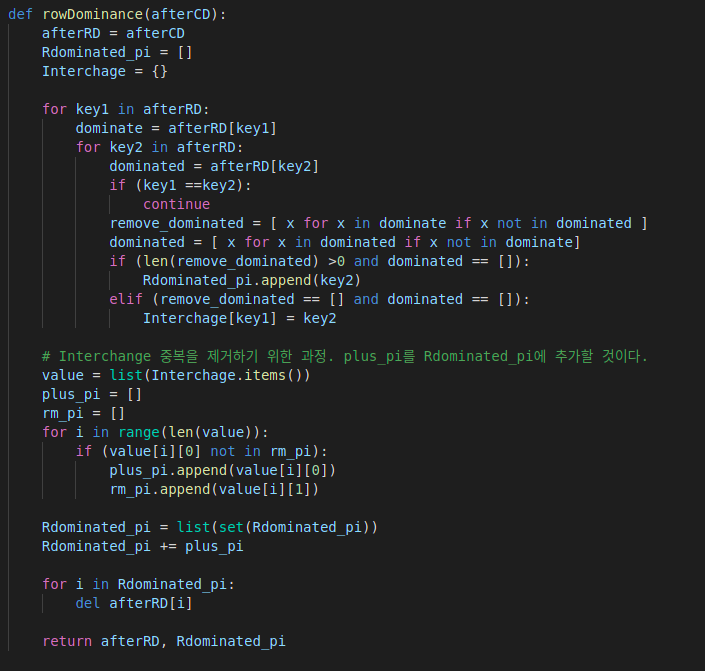 def rowDominance(afterCD):
    afterRD = afterCD
    Rdominated_pi = []
    Interchage = {}

    for key1 in afterRD:
        dominate = afterRD[key1]
        for key2 in afterRD:
            dominated = afterRD[key2]
            if (key1 ==key2):
                continue
            remove_dominated = [ x for x in dominate if x not in dominated ]
            dominated = [ x for x in dominated if x not in dominate]
            if (len(remove_dominated) >0 and dominated == []):
                Rdominated_pi.append(key2)
            elif (remove_dominated == [] and dominated == []):
                Interchage[key1] = key2

    # Interchange 중복을 제거하기 위한 과정. plus_pi를 Rdominated_pi에 추가할 것이다.
    value = list(Interchage.items())
    plus_pi = []
    rm_pi = []
    for i in range(len(value)):
        if (value[i][0] not in rm_pi):
            plus_pi.append(value[i][0])
            rm_pi.append(value[i][1])

    Rdominated_pi = list(set(Rdominated_pi))
    Rdominated_pi += plus_pi

    for i in Rdominated_pi:
        del afterRD[i]

    return afterRD, Rdominated_pi